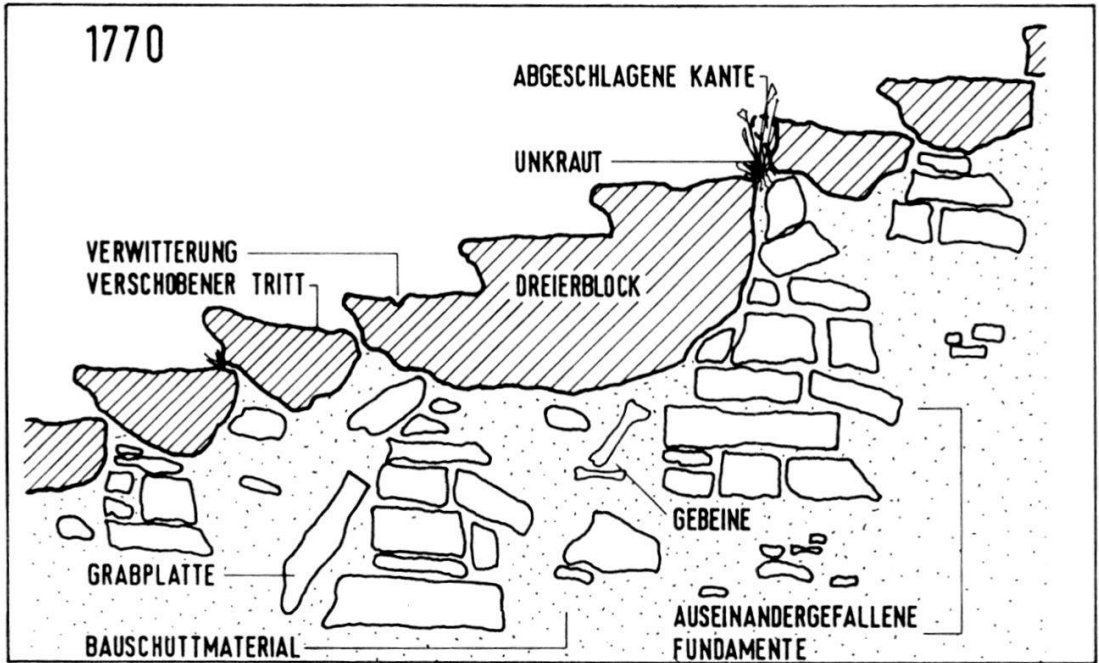 1770
ABGESCHLAGENE KANTE
UNKRAUT
VERWITTERUNG
VERSCHOBENER TRITT
DREIERBLOCK
GEBEINE
GRABPLATTE
AUSEINANDERGEFALLENE
FUNDAMENTE
BAUSCHUTTMATERIAL